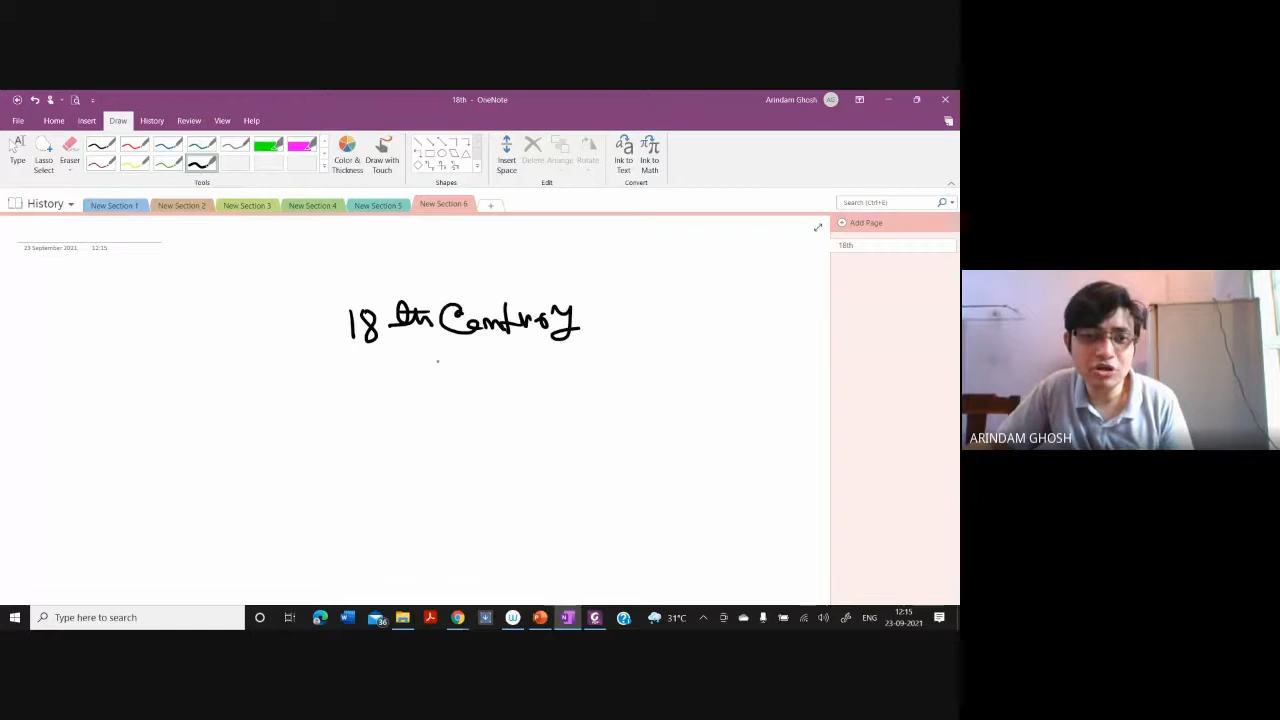 18th - OneNote
Arindam Ghosh AG
File Home Insert Draw History Review View Help
Type Lasso Select Eraser Color & Thickness Draw with Touch Insert Space Delete Arrange Rotate Ink to Text Ink to Math
Tools Shapes Edit Convert
History New Section 1 New Section 2 New Section 3 New Section 4 New Section 5 New Section 6 Search (Ctrl+E)
Add Page
18th
23 September 2021 12:15
18th Century
ARINDAM GHOSH
Type here to search 36 31°C ENG 12:15
23-09-2021